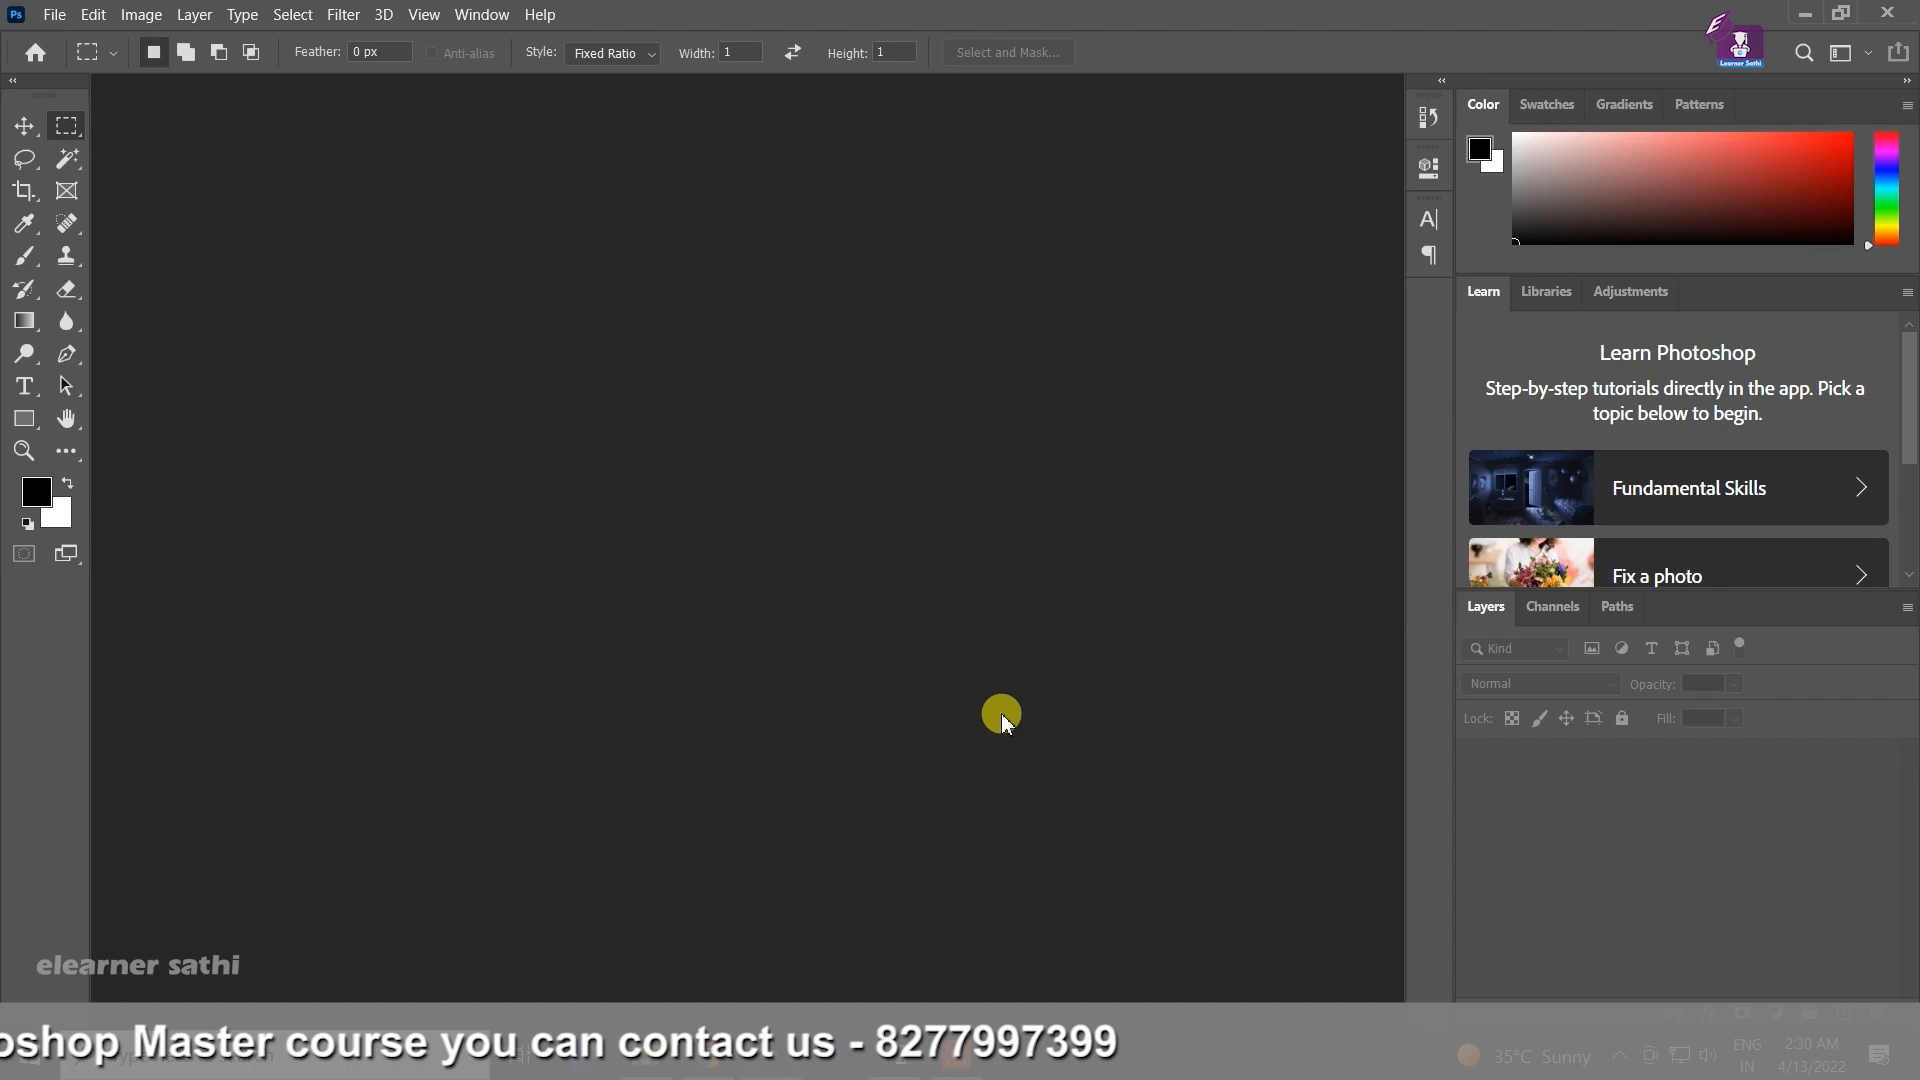 Ps File Edit Image Layer Type Select Filter 3D View Window Help
Feather: 0 px Anti-alias Style: Fixed Ratio Width: 1 Height: 1 Select and Mask...
Learner Sathi
Color Swatches Gradients Patterns
Learn Libraries Adjustments
Learn Photoshop
Step-by-step tutorials directly in the app. Pick a
topic below to begin.
Fundamental Skills
Fix a photo
Layers Channels Paths
Kind
Normal Opacity:
Lock: Fill:
elearner sathi
oshop Master course you can contact us - 8277997399
35°C Sunny
ENG
IN
2:30 AM
4/13/2022